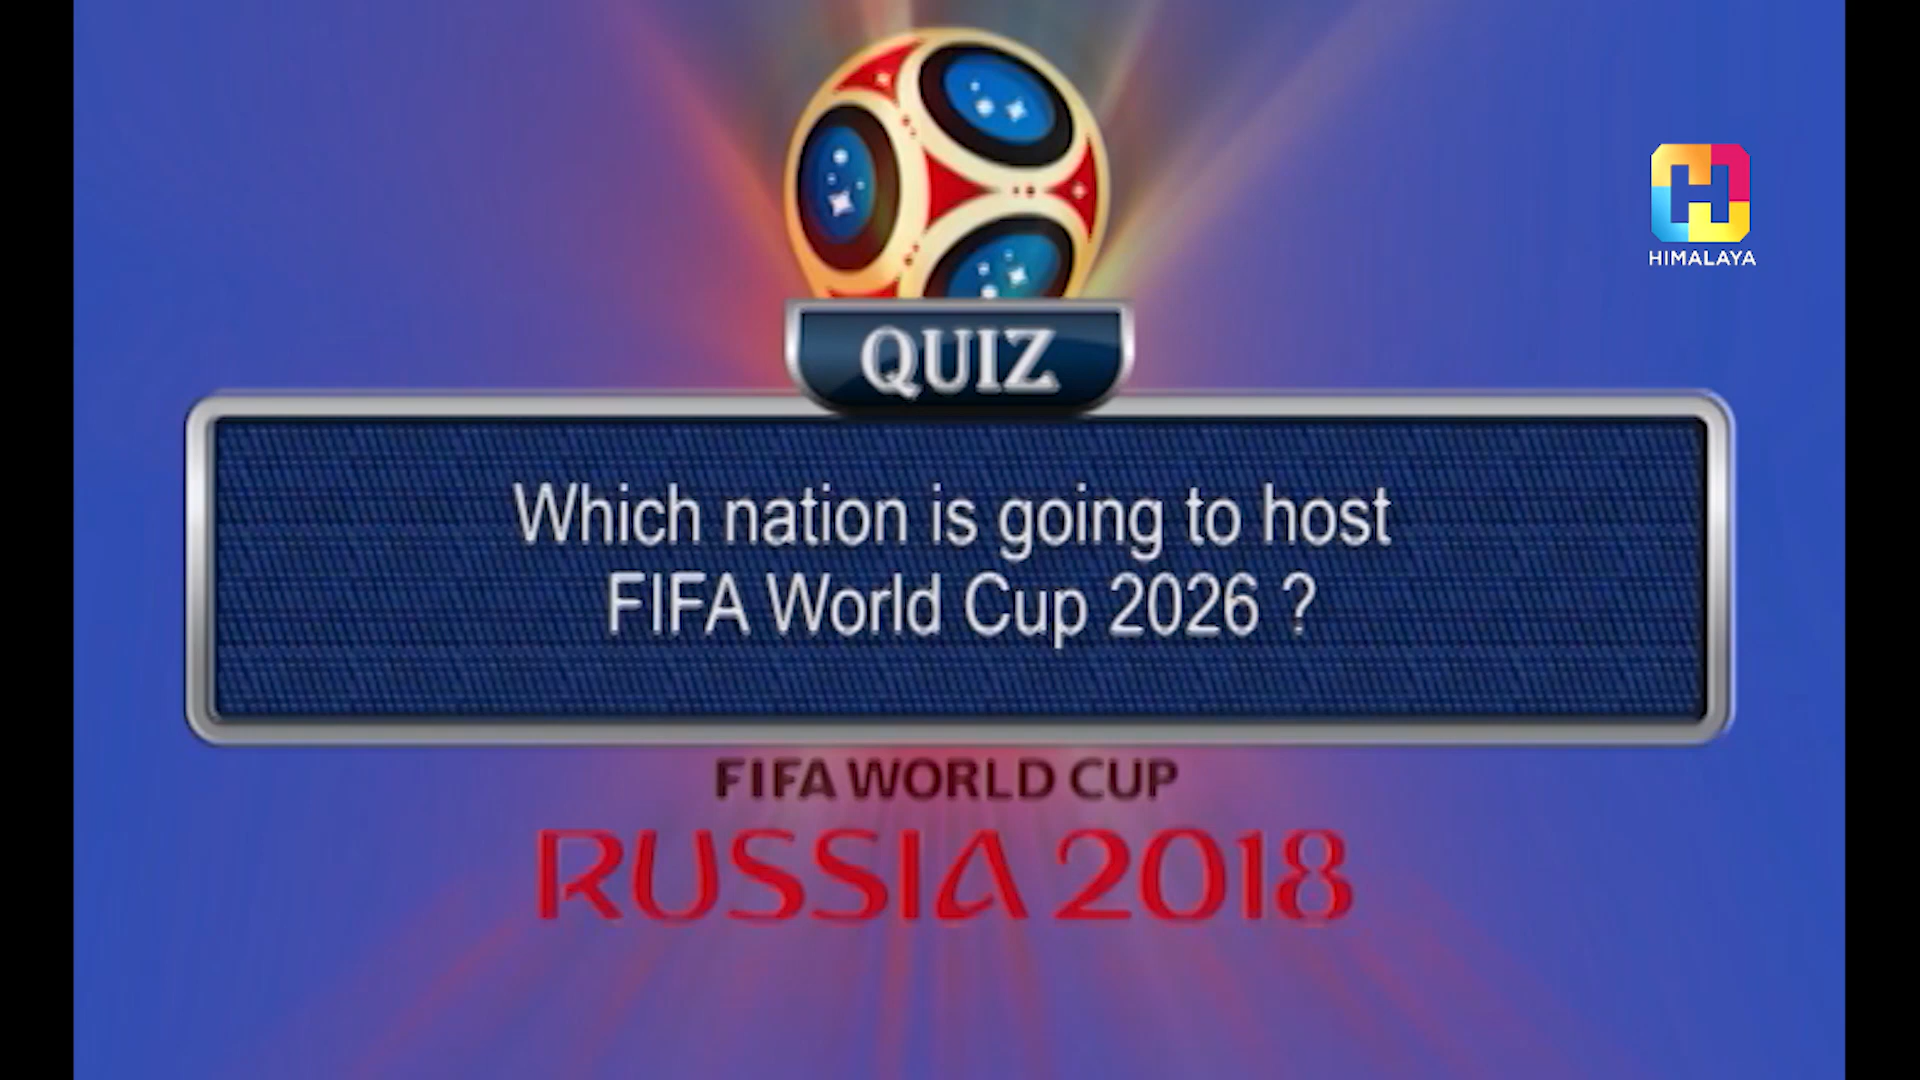 HIMALAYA
QUIZ
Which nation is going to host
FIFA World Cup 2026 ?
FIFA WORLD CUP
RUSSIA 2018